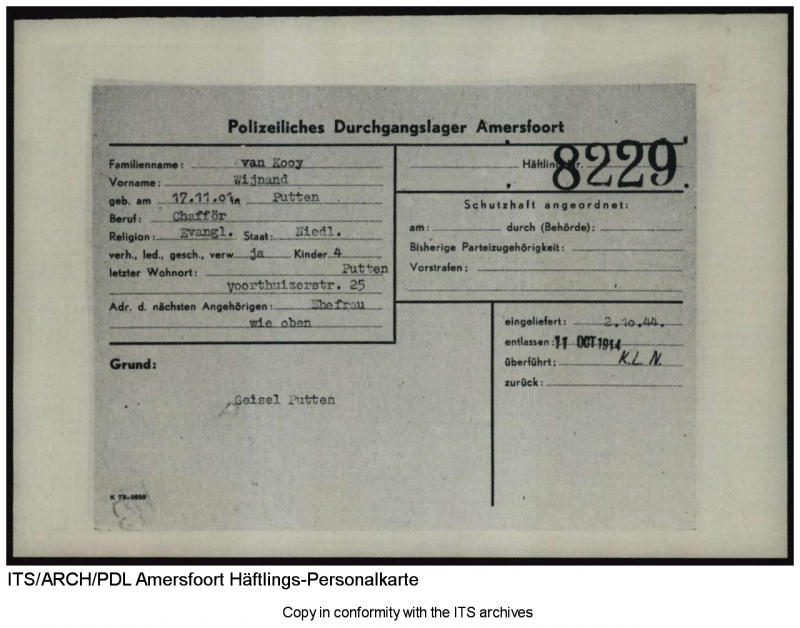 Polizeiliches Durchgangslager Amersfoort
Familienname: van Kooy
Vorname: Wijnand
geb. am 17.11.01 in Putten
Beruf: Chafför
Religion: Evangl. Staat: Niedl.
verh., led., gesch., verw. ja Kinder 4
letzter Wohnort: Putten
voorthuizerstr. 25
Adr. d. nächsten Angehörigen: Ehefrau
wie oben
Häftling Nr. 8229
Schutzhaft angeordnet:
am: durch (Behörde):
Bisherige Parteizugehörigkeit:
Vorstrafen:
eingeliefert: 2.10.44.
entlassen: 11 OCT 1944
überführt: K.L. N.
zurück:
Grund:
Geisel Putten
ITS/ARCH/PDL Amersfoort Häftlings-Personalkarte
Copy in conformity with the ITS archives